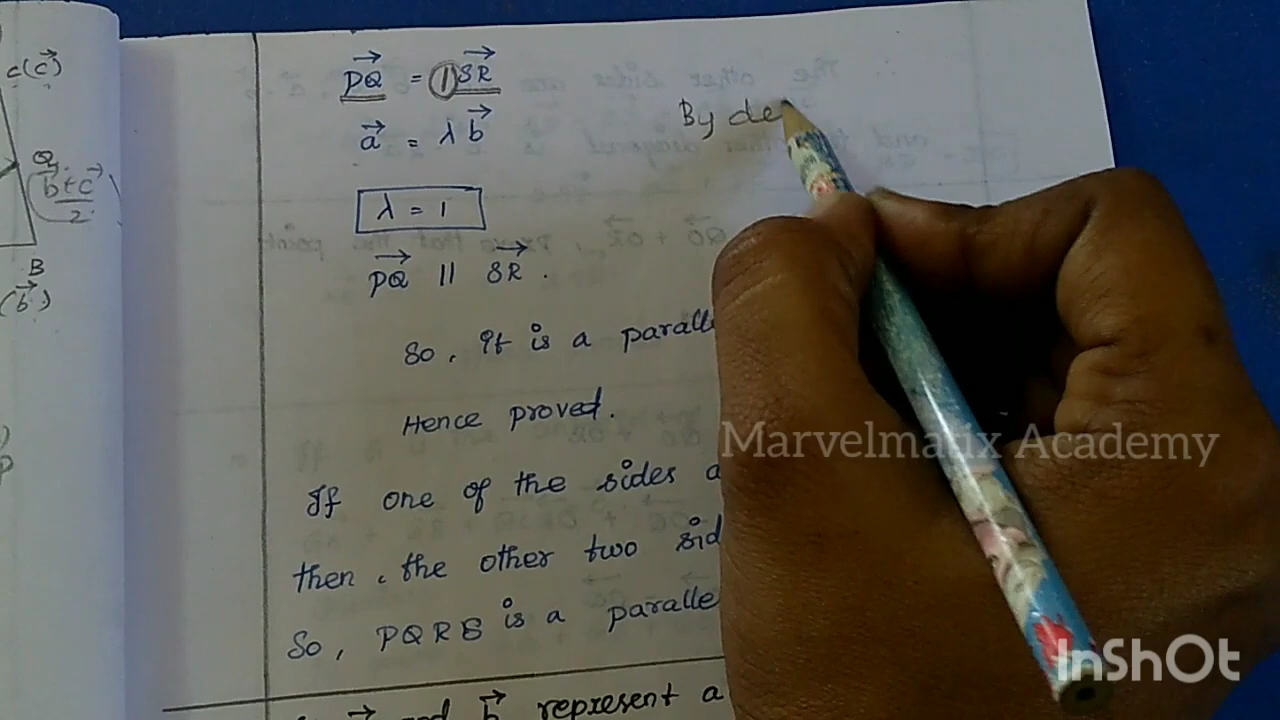 c(c⃗)
Q
(b⃗+c⃗)/2
B
(b⃗)
PQ⃗ = 1 SR⃗
By de
a⃗ = λ b⃗
λ = 1
PQ⃗ || SR⃗ .
So, It is a paralle
Hence proved.
Marvelmatix Academy
If one of the sides a
then, the other two sid
So, PQRS is a paralle
and b⃗ represent a
InShOt